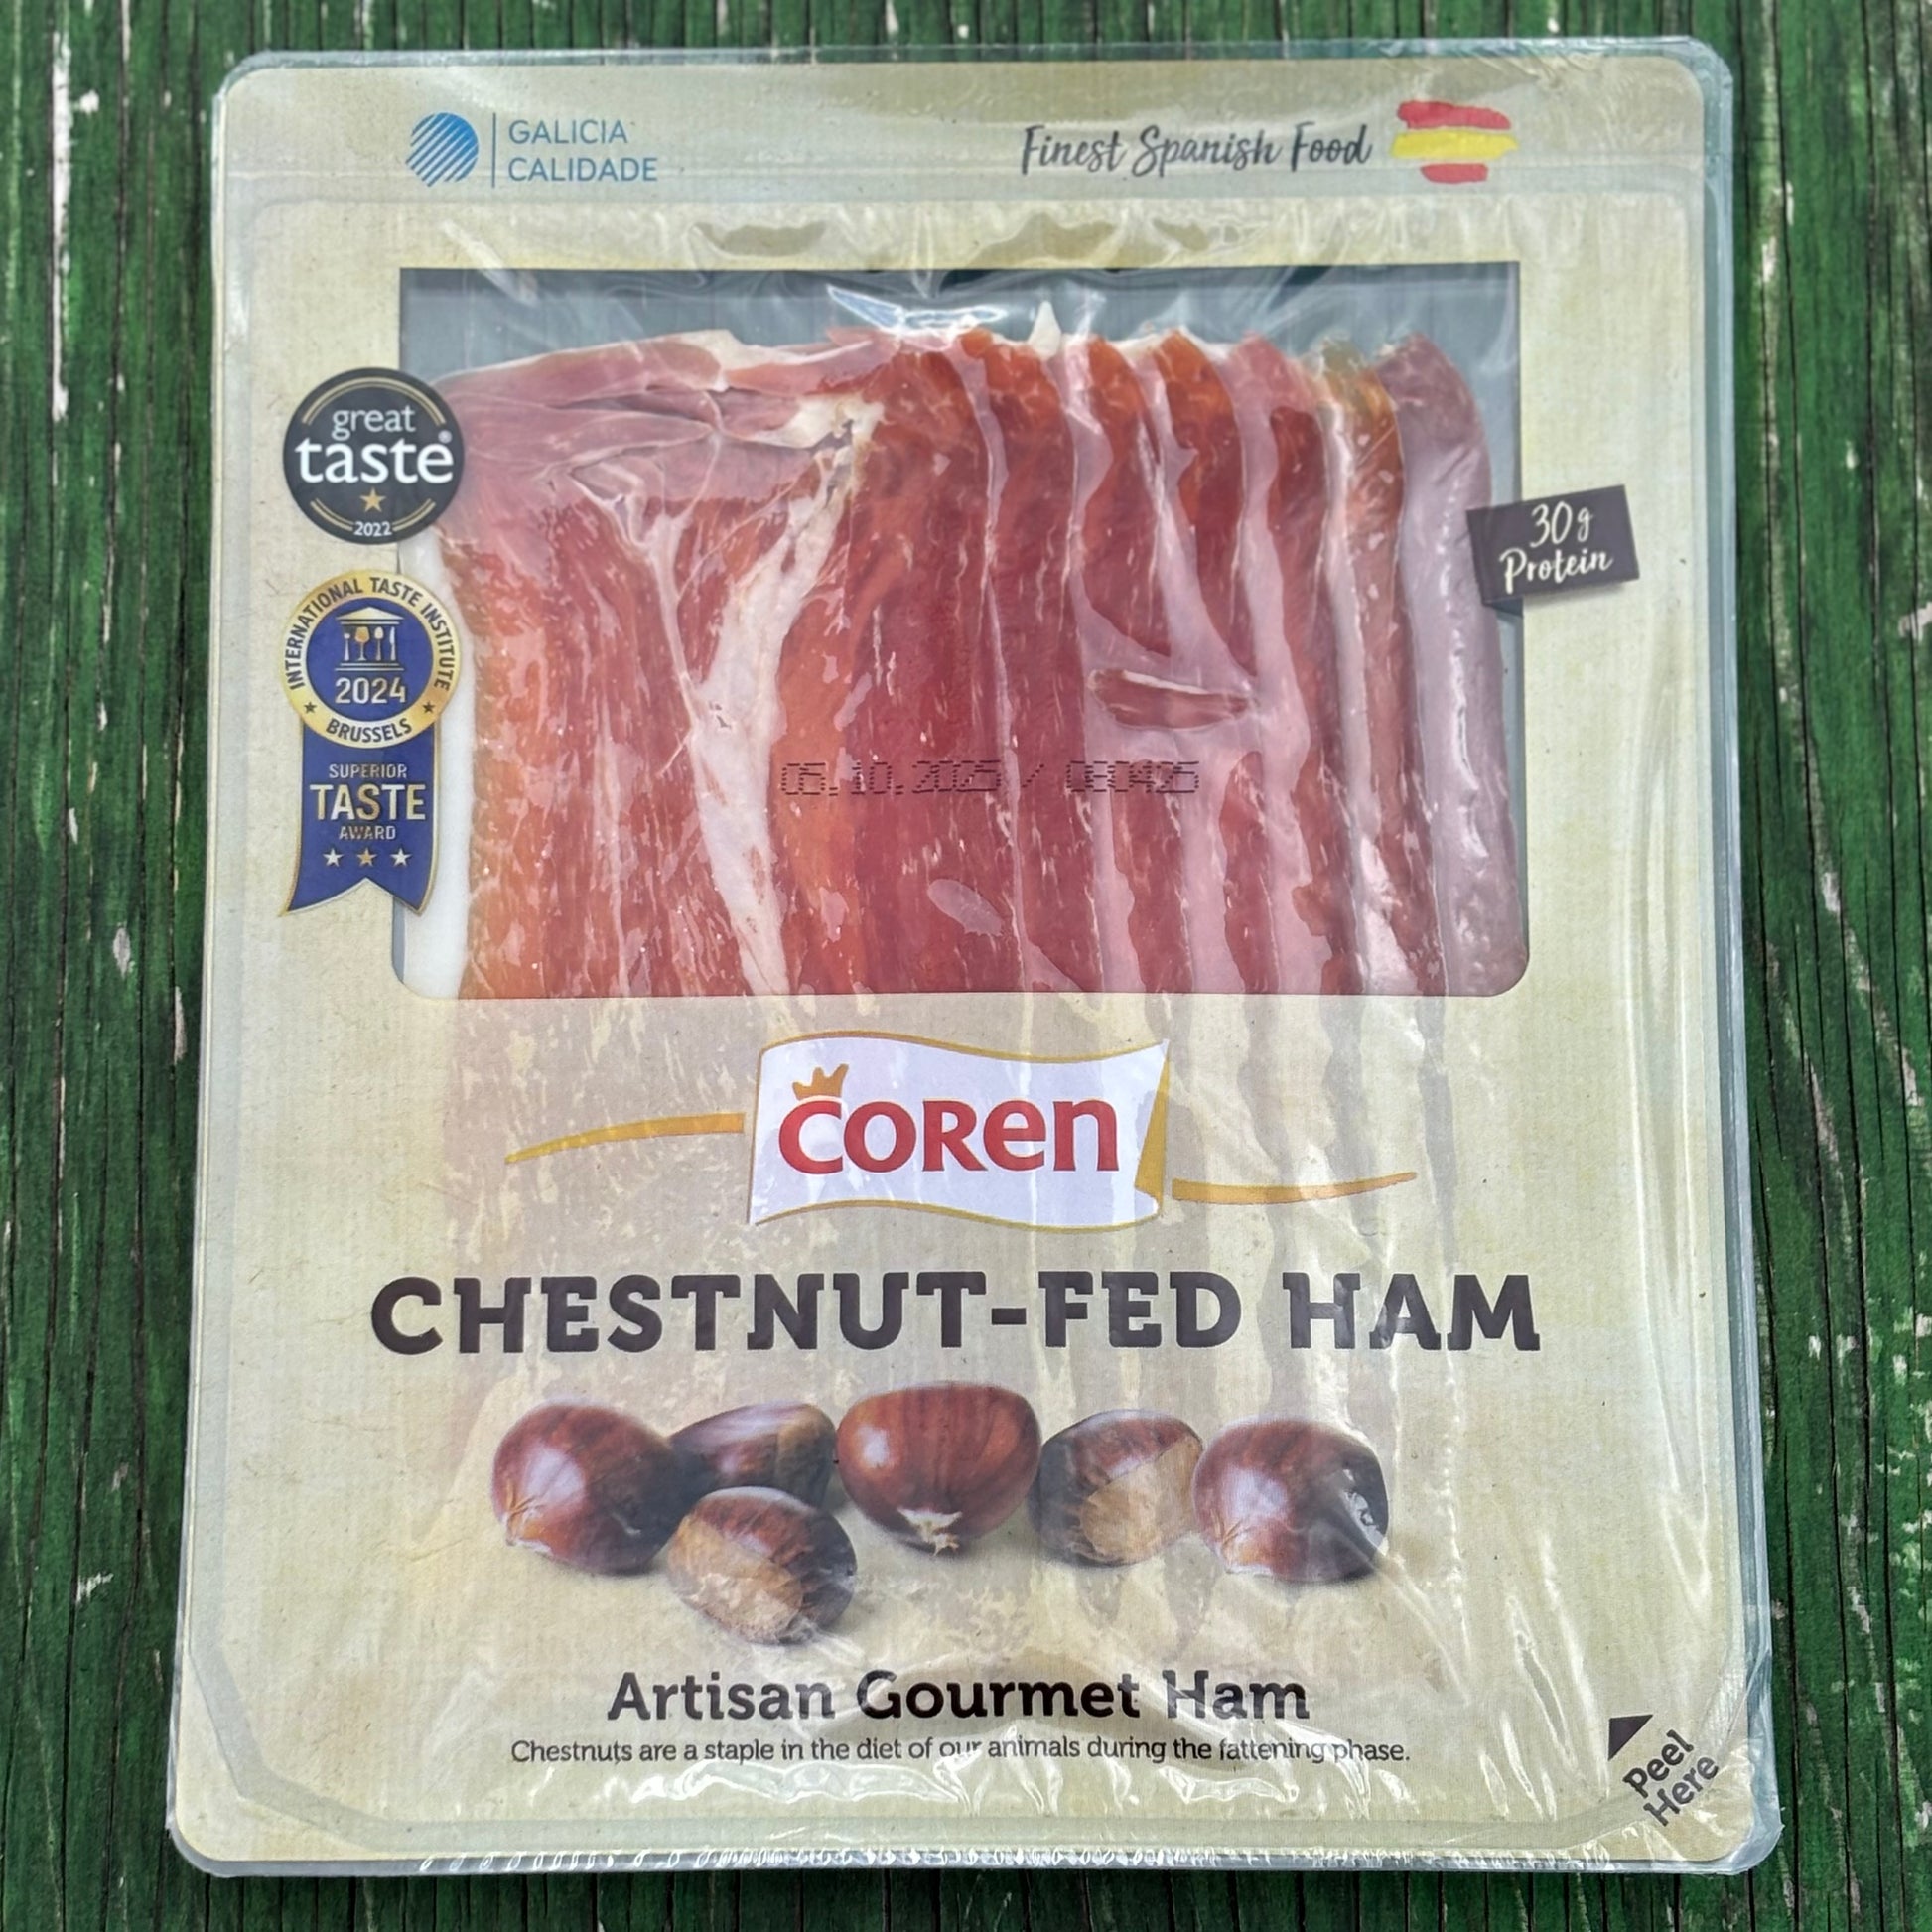 GALICIA
CALIDADE
Finest Spanish Food
great
taste®
2022
30g
Protein
INTERNATIONAL TASTE INSTITUTE
2024
BRUSSELS
SUPERIOR
TASTE
AWARD
05.10.2025 / 080425
COREN
CHESTNUT-FED HAM
Artisan Gourmet Ham
Chestnuts are a staple in the diet of our animals during the fattening phase.
Peel
Here